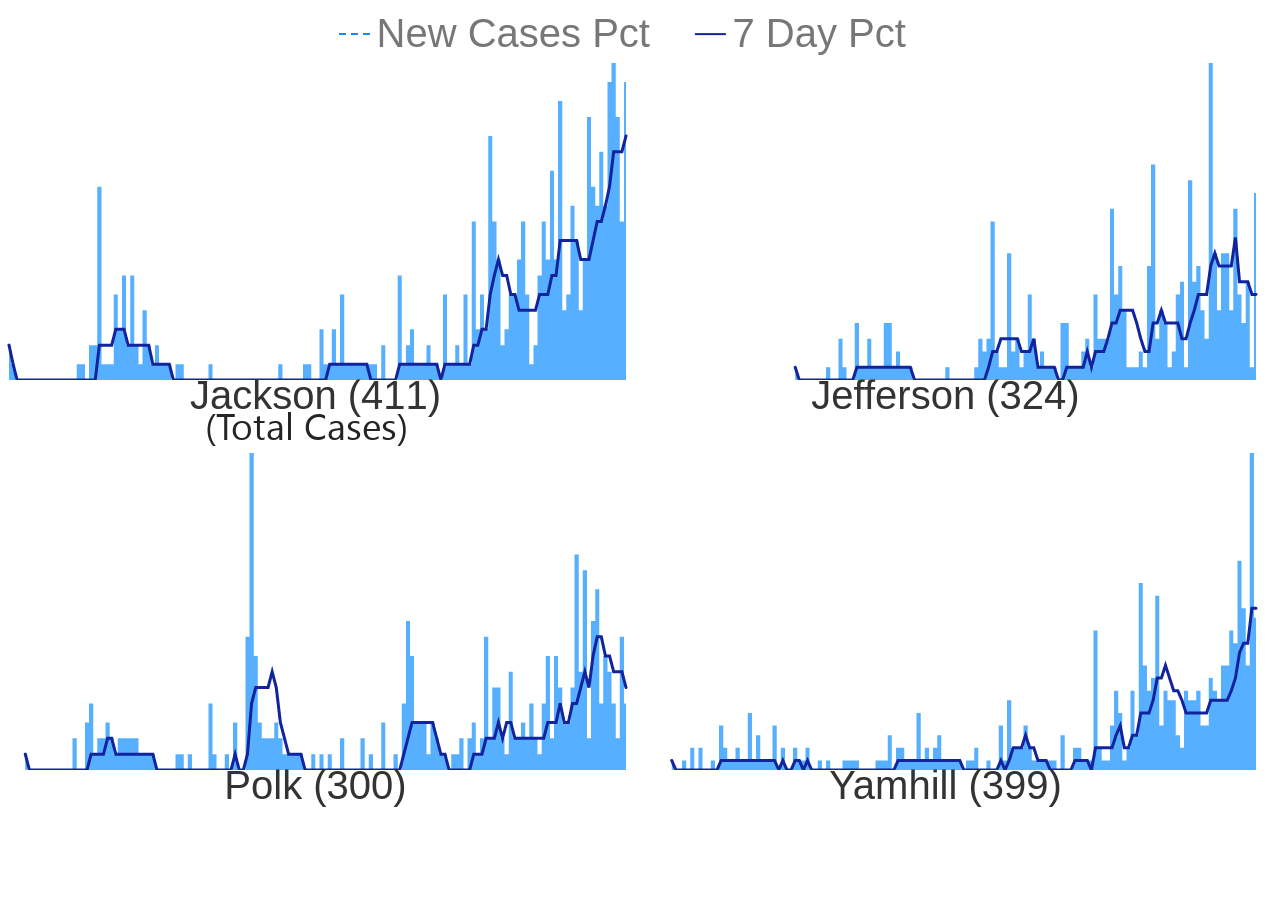 New Cases Pct 7 Day Pct
Jackson (411) Jefferson (324)
(Total Cases)
Polk (300) Yamhill (399)